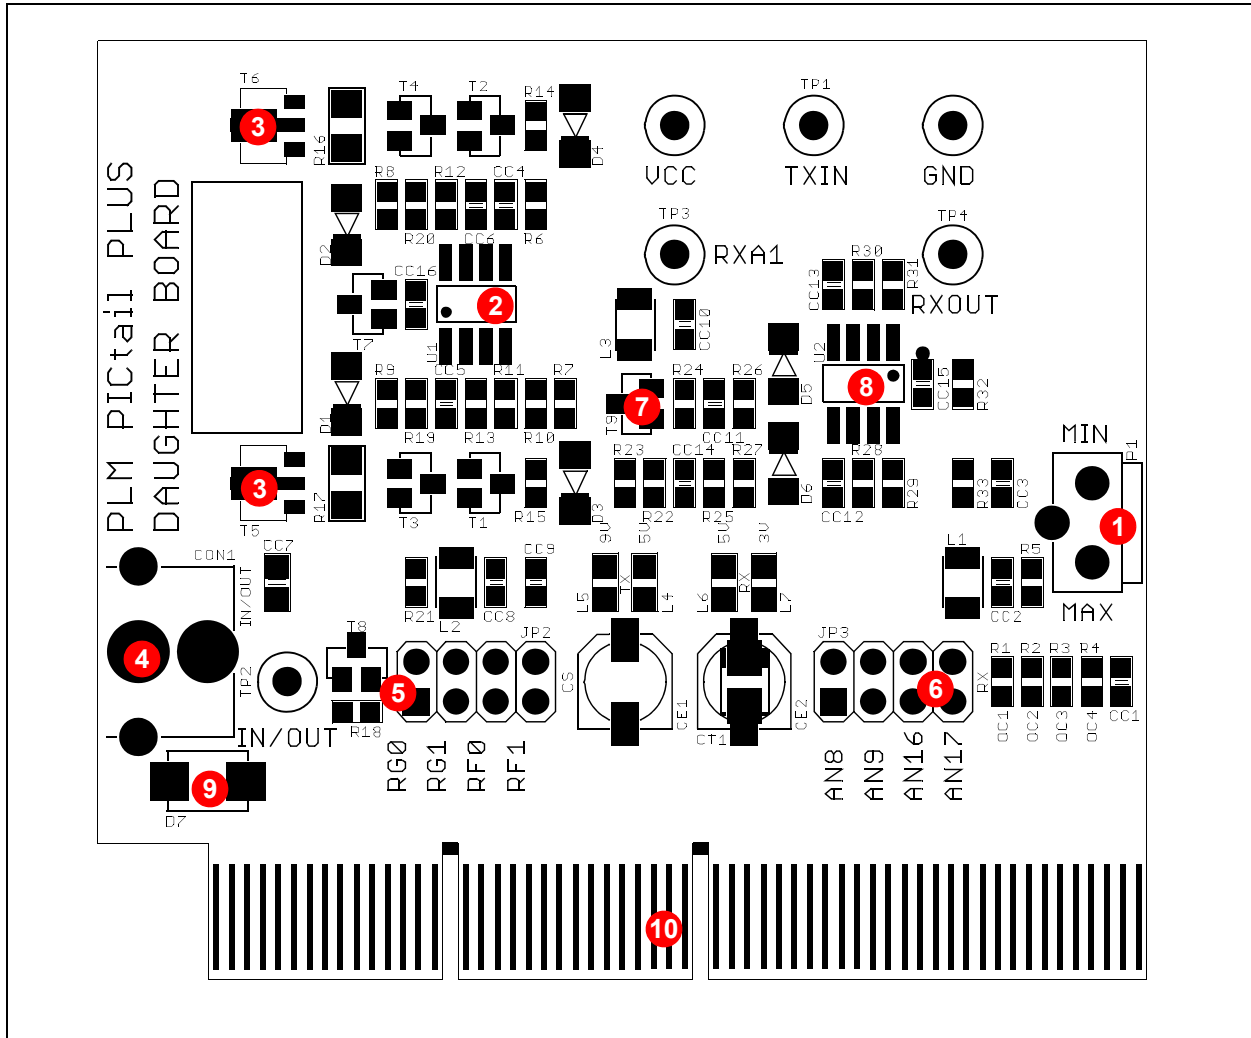 T6
T4
T2
R14
TP1
3
R16
D4
VCC
TXIN
GND
PLM PICtail PLUS
DAUGHTER BOARD
R8
R12
CC4
R20
CC6
R6
D2
TP3
TP4
RXA1
RXOUT
CC16
2
T7
U1
CC13
R30
R31
L3
CC10
U2
D5
8
CC15
R32
R9
CC5
R11
R7
R24
R26
T9
7
D1
R19
R13
R10
CC11
MIN
P1
R23
CC14
R27
R28
3
R17
T5
T3
T1
R15
D3
R22
R25
D6
CC12
R29
R33
CC3
1
CON1
CC7
CC9
9V
5V
5V
3V
L1
R5
IN/OUT
R21
L2
CC8
L5
TX
L4
L6
RX
L7
CC2
MAX
4
TP2
T8
JP2
JP3
5
CS
CE1
CT1
CE2
6
RX
R1
R2
R3
R4
R18
IN/OUT
OC1
OC2
OC3
OC4
CC1
RG0
RG1
RF0
RF1
AN8
AN9
AN16
AN17
9
D7
10